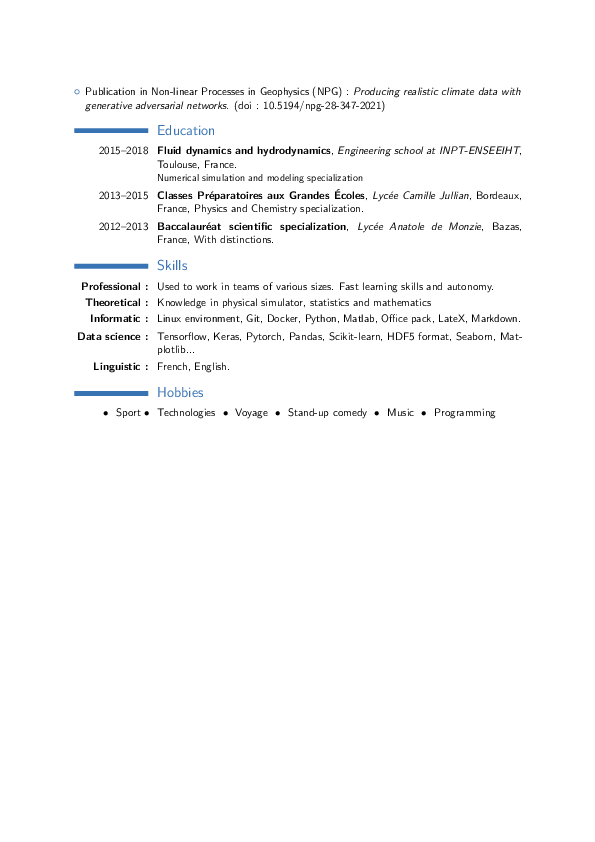 ○ Publication in Non-linear Processes in Geophysics (NPG) : Producing realistic climate data with
generative adversarial networks. (doi : 10.5194/npg-28-347-2021)
Education
2015–2018 Fluid dynamics and hydrodynamics, Engineering school at INPT-ENSEEIHT,
Toulouse, France.
Numerical simulation and modeling specialization
2013–2015 Classes Préparatoires aux Grandes Écoles, Lycée Camille Jullian, Bordeaux,
France, Physics and Chemistry specialization.
2012–2013 Baccalauréat scientific specialization, Lycée Anatole de Monzie, Bazas,
France, With distinctions.
Skills
Professional : Used to work in teams of various sizes. Fast learning skills and autonomy.
Theoretical : Knowledge in physical simulator, statistics and mathematics
Informatic : Linux environment, Git, Docker, Python, Matlab, Office pack, LateX, Markdown.
Data science : Tensorflow, Keras, Pytorch, Pandas, Scikit-learn, HDF5 format, Seaborn, Mat-
plotlib...
Linguistic : French, English.
Hobbies
• Sport • Technologies • Voyage • Stand-up comedy • Music • Programming